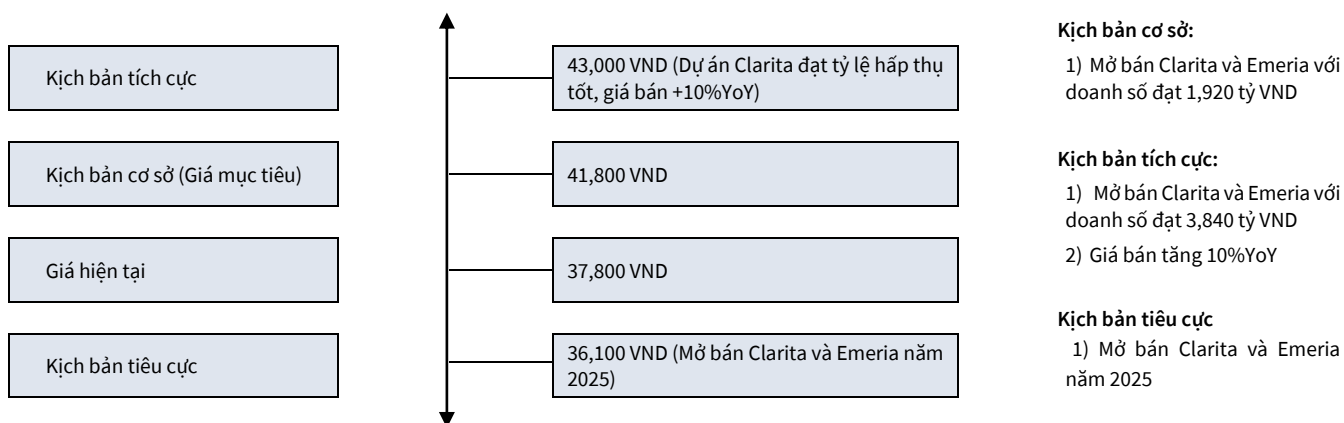 Kịch bản tích cực
43,000 VND (Dự án Clarita đạt tỷ lệ hấp thụ
tốt, giá bán +10%YoY)
Kịch bản cơ sở (Giá mục tiêu)
41,800 VND
Giá hiện tại
37,800 VND
Kịch bản tiêu cực
36,100 VND (Mở bán Clarita và Emeria năm
2025)
Kịch bản cơ sở:
1) Mở bán Clarita và Emeria với
doanh số đạt 1,920 tỷ VND
Kịch bản tích cực:
1) Mở bán Clarita và Emeria với
doanh số đạt 3,840 tỷ VND
2) Giá bán tăng 10%YoY
Kịch bản tiêu cực
1) Mở bán Clarita và Emeria
năm 2025